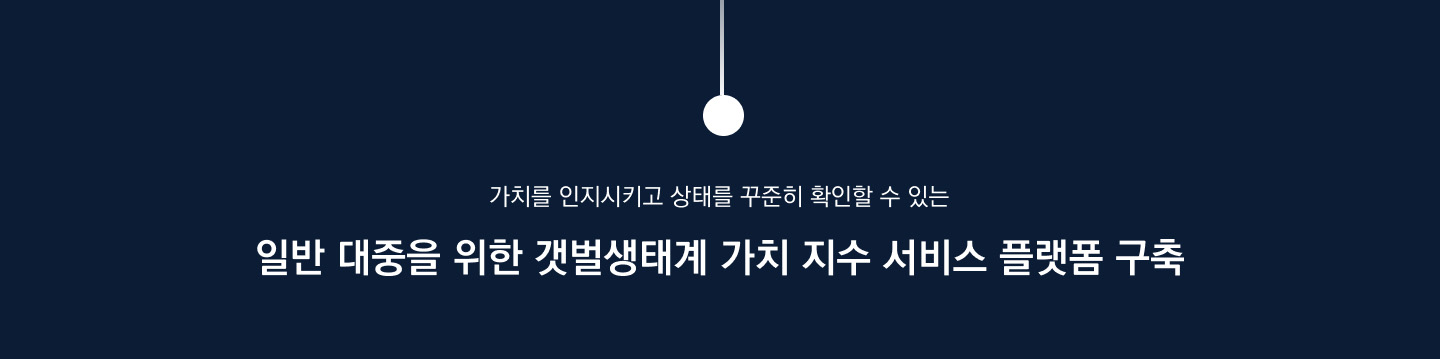 가치를 인지시키고 상태를 꾸준히 확인할 수 있는
일반 대중을 위한 갯벌생태계 가치 지수 서비스 플랫폼 구축